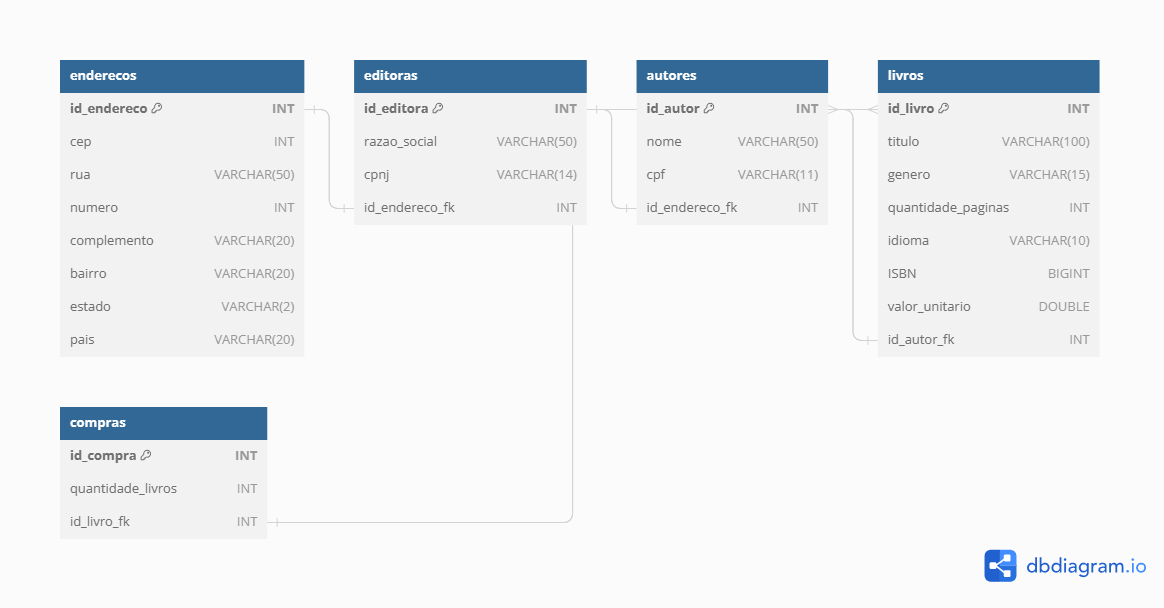 enderecos
id_endereco INT
cep INT
rua VARCHAR(50)
numero INT
complemento VARCHAR(20)
bairro VARCHAR(20)
estado VARCHAR(2)
pais VARCHAR(20)
editoras
id_editora INT
razao_social VARCHAR(50)
cpnj VARCHAR(14)
id_endereco_fk INT
autores
id_autor INT
nome VARCHAR(50)
cpf VARCHAR(11)
id_endereco_fk INT
livros
id_livro INT
titulo VARCHAR(100)
genero VARCHAR(15)
quantidade_paginas INT
idioma VARCHAR(10)
ISBN BIGINT
valor_unitario DOUBLE
id_autor_fk INT
compras
id_compra INT
quantidade_livros INT
id_livro_fk INT
dbdiagram.io